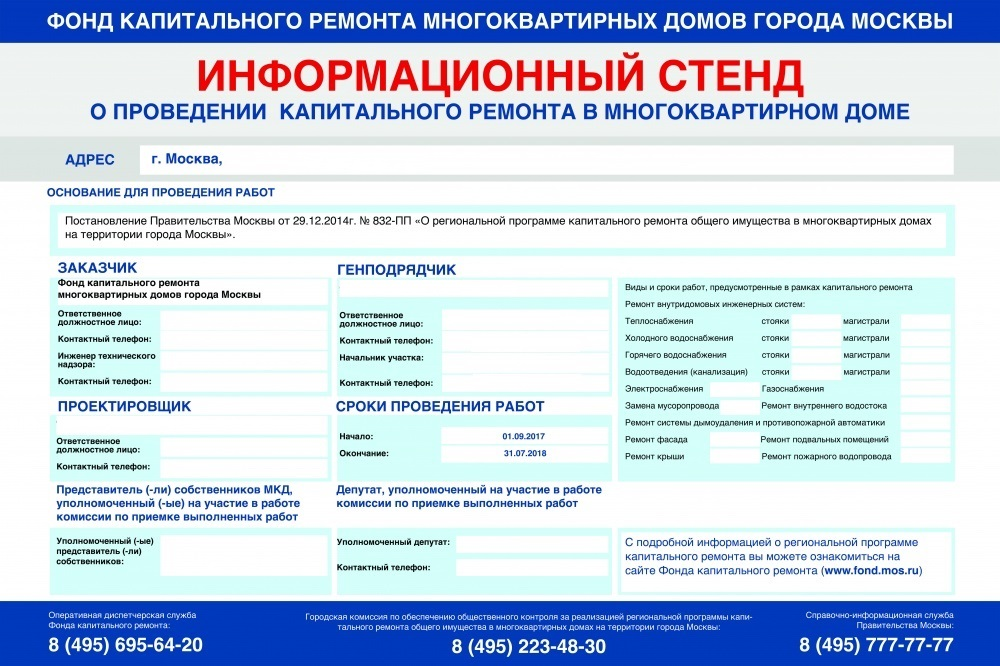 ФОНД КАПИТАЛЬНОГО РЕМОНТА МНОГОКВАРТИРНЫХ ДОМОВ ГОРОДА МОСКВЫ
ИНФОРМАЦИОННЫЙ СТЕНД
О ПРОВЕДЕНИИ КАПИТАЛЬНОГО РЕМОНТА В МНОГОКВАРТИРНОМ ДОМЕ
АДРЕС г. Москва,
ОСНОВАНИЕ ДЛЯ ПРОВЕДЕНИЯ РАБОТ
Постановление Правительства Москвы от 29.12.2014г. № 832-ПП «О региональной программе капитального ремонта общего имущества в многоквартирных домах
на территории города Москвы».
ЗАКАЗЧИК
Фонд капитального ремонта
многоквартирных домов города Москвы
Ответственное
должностное лицо:
Контактный телефон:
Инженер технического
надзора:
Контактный телефон:
ГЕНПОДРЯДЧИК
Ответственное
должностное лицо:
Контактный телефон:
Начальник участка:
Контактный телефон:
Виды и сроки работ, предусмотренные в рамках капитального ремонта
Ремонт внутридомовых инженерных систем:
Теплоснабжения стояки магистрали
Холодного водоснабжения стояки магистрали
Горячего водоснабжения стояки магистрали
Водоотведения (канализация) стояки магистрали
Электроснабжения Газоснабжения
Замена мусоропровода Ремонт внутреннего водостока
Ремонт системы дымоудаления и противопожарной автоматики
Ремонт фасада Ремонт подвальных помещений
Ремонт крыши Ремонт пожарного водопровода
ПРОЕКТИРОВЩИК
Ответственное
должностное лицо:
Контактный телефон:
СРОКИ ПРОВЕДЕНИЯ РАБОТ
Начало: 01.09.2017
Окончание: 31.07.2018
Представитель (-ли) собственников МКД,
уполномоченный (-ые) на участие в работе
комиссии по приемке выполненных работ
Уполномоченный (-ые)
представитель (-ли)
собственников:
Депутат, уполномоченный на участие в работе
комиссии по приемке выполненных работ
Уполномоченный депутат:
Контактный телефон:
С подробной информацией о региональной программе
капитального ремонта вы можете ознакомиться на
сайте Фонда капитального ремонта (www.fond.mos.ru)
Оперативная диспетчерская служба
Фонда капитального ремонта:
8 (495) 695-64-20
Городская комиссия по обеспечению общественного контроля за реализацией региональной программы капи-
тального ремонта общего имущества в многоквартирных домах на территории города Москвы:
8 (495) 223-48-30
Справочно-информационная служба
Правительства Москвы:
8 (495) 777-77-77